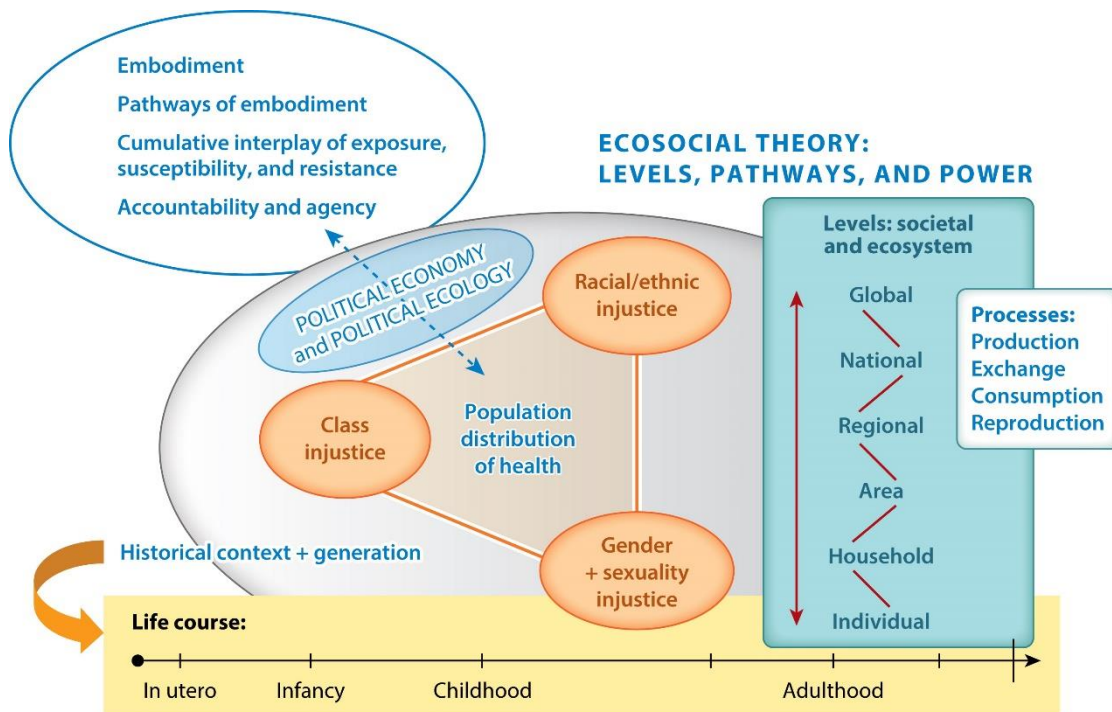 Embodiment
Pathways of embodiment
Cumulative interplay of exposure,
susceptibility, and resistance
Accountability and agency
ECOSOCIAL THEORY:
LEVELS, PATHWAYS, AND POWER
POLITICAL ECONOMY
and POLITICAL ECOLOGY
Racial/ethnic
injustice
Class
injustice
Population
distribution
of health
Gender
+ sexuality
injustice
Levels: societal
and ecosystem
Global
National
Regional
Area
Household
Individual
Processes:
Production
Exchange
Consumption
Reproduction
Historical context + generation
Life course:
In utero
Infancy
Childhood
Adulthood